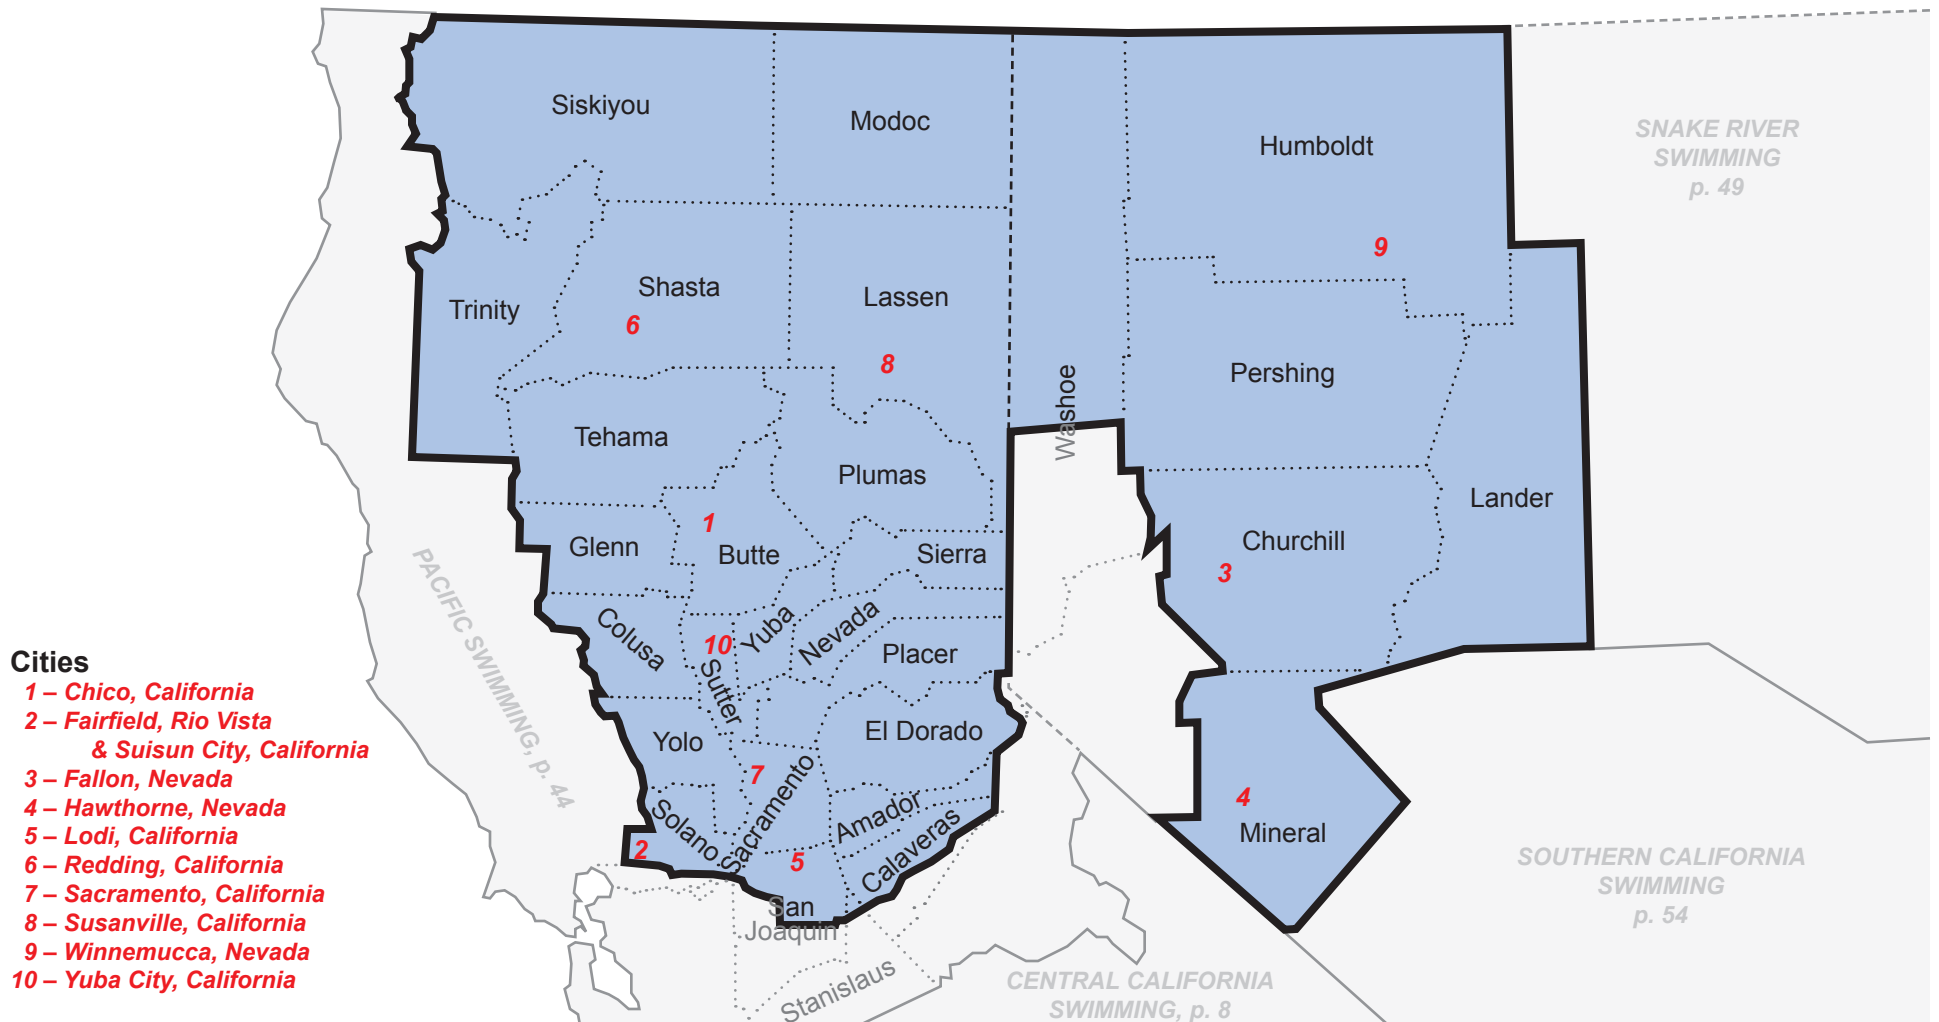 Siskiyou
Modoc
Humboldt
SNAKE RIVER
SWIMMING
p. 49
9
Shasta
Lassen
Trinity
6
8
Pershing
Washoe
Tehama
Plumas
Lander
1
Butte
Glenn
Sierra
Churchill
3
PACIFIC SWIMMING, p. 44
Colusa
10
Yuba
Nevada
Placer
Sutter
Yolo
El Dorado
7
Sacramento
Solano
Amador
Calaveras
2
5
4
Mineral
San
Joaquin
Stanislaus
SOUTHERN CALIFORNIA
SWIMMING
p. 54
CENTRAL CALIFORNIA
SWIMMING, p. 8
Cities
1 – Chico, California
2 – Fairfield, Rio Vista
& Suisun City, California
3 – Fallon, Nevada
4 – Hawthorne, Nevada
5 – Lodi, California
6 – Redding, California
7 – Sacramento, California
8 – Susanville, California
9 – Winnemucca, Nevada
10 – Yuba City, California